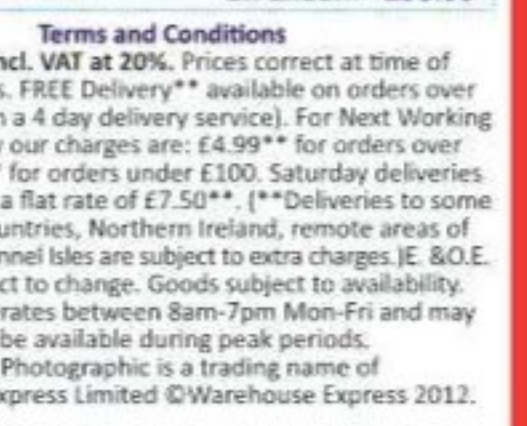 Terms and Conditions
ncl. VAT at 20%. Prices correct at time of
s. FREE Delivery** available on orders over
n a 4 day delivery service). For Next Working
y our charges are: £4.99** for orders over
* for orders under £100. Saturday deliveries
a flat rate of £7.50**. (**Deliveries to some
untries, Northern Ireland, remote areas of
nnel Isles are subject to extra charges.)E. &O.E.
ct to change. Goods subject to availability.
rates between 8am-7pm Mon-Fri and may
be available during peak periods.
Photographic is a trading name of
xpress Limited ©Warehouse Express 2012.